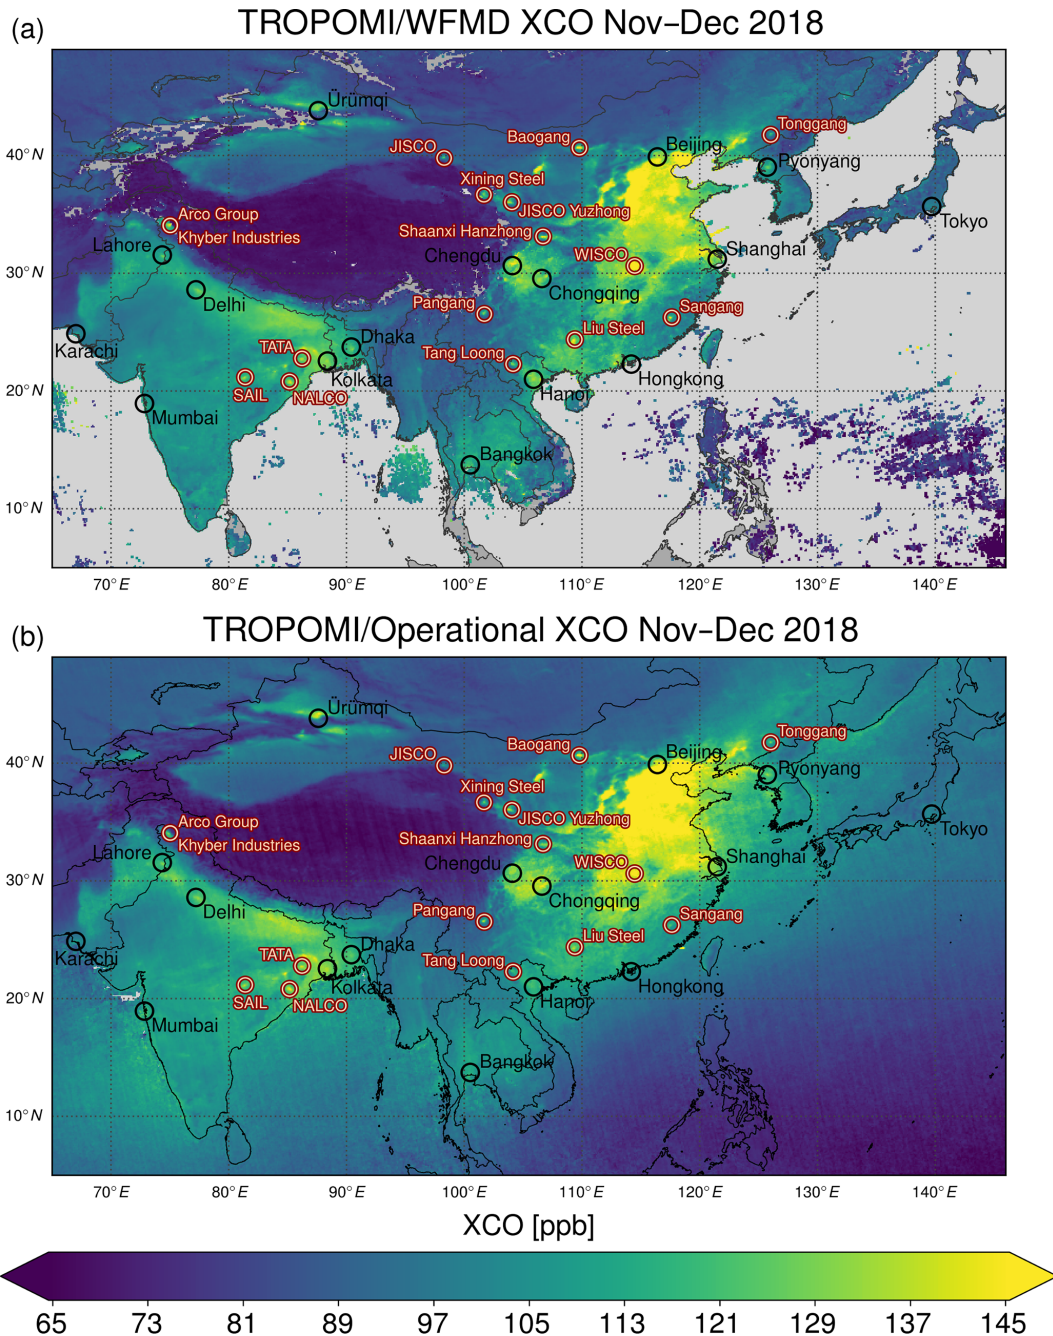 (a)
TROPOMI/WFMD XCO Nov–Dec 2018
Ürümqi
Tonggang
Baogang
Beijing
JISCO
40°N
Pyonyang
Xining Steel
JISCO Yuzhong
Arco Group
Khyber Industries
Tokyo
Shaanxi Hanzhong
Lahore
Chengdu
WISCO
Shanghai
30°N
Chongqing
Delhi
Pangang
Sangang
Liu Steel
Dhaka
Karachi
TATA
Tang Loong
Kolkata
Hongkong
20°N
SAIL
NALCO
Hanoi
Mumbai
Bangkok
10°N
70°E 80°E 90°E 100°E 110°E 120°E 130°E 140°E
(b)
TROPOMI/Operational XCO Nov–Dec 2018
Ürümqi
Tonggang
Baogang
Beijing
JISCO
40°N
Pyonyang
Xining Steel
JISCO Yuzhong
Arco Group
Khyber Industries
Tokyo
Shaanxi Hanzhong
Lahore
Chengdu
WISCO
Shanghai
30°N
Chongqing
Delhi
Pangang
Sangang
Liu Steel
Dhaka
Karachi
TATA
Tang Loong
Kolkata
Hongkong
20°N
SAIL
NALCO
Hanoi
Mumbai
Bangkok
10°N
70°E 80°E 90°E 100°E 110°E 120°E 130°E 140°E
XCO [ppb]
65 73 81 89 97 105 113 121 129 137 145